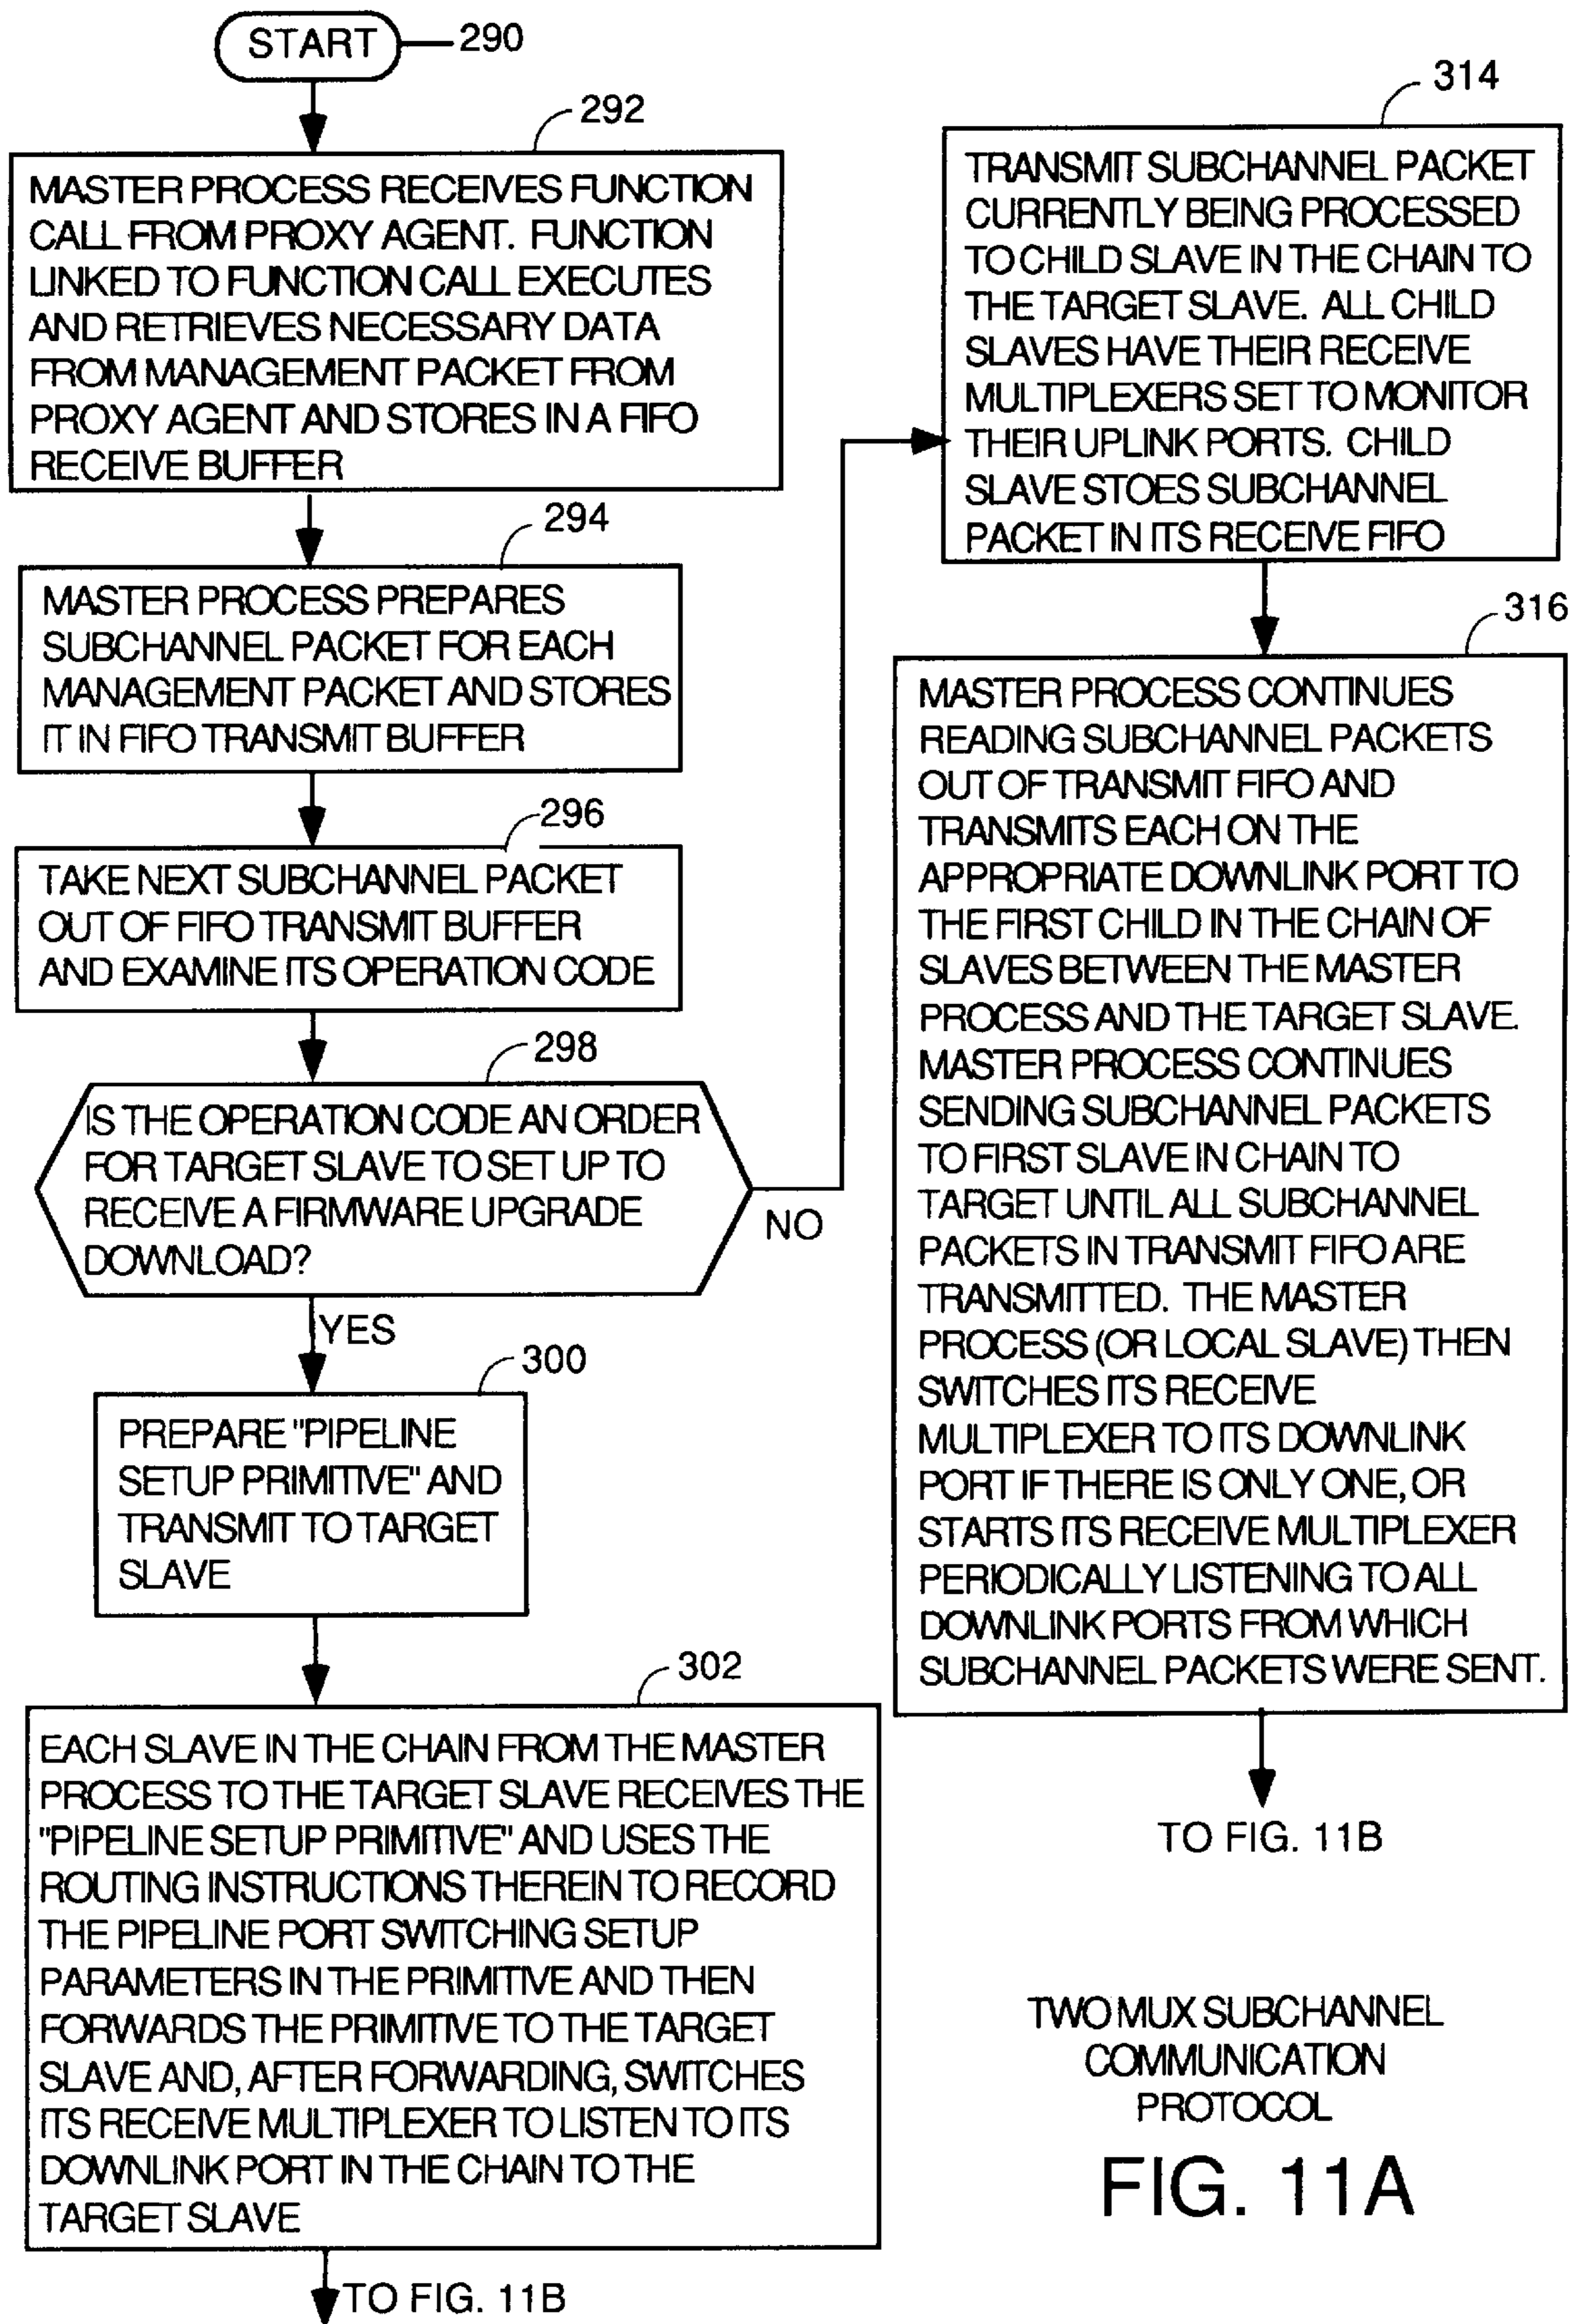 START
290
292
MASTER PROCESS RECEIVES FUNCTION
CALL FROM PROXY AGENT. FUNCTION
LINKED TO FUNCTION CALL EXECUTES
AND RETRIEVES NECESSARY DATA
FROM MANAGEMENT PACKET FROM
PROXY AGENT AND STORES IN A FIFO
RECEIVE BUFFER
294
MASTER PROCESS PREPARES
SUBCHANNEL PACKET FOR EACH
MANAGEMENT PACKET AND STORES
IT IN FIFO TRANSMIT BUFFER
296
TAKE NEXT SUBCHANNEL PACKET
OUT OF FIFO TRANSMIT BUFFER
AND EXAMINE ITS OPERATION CODE
298
IS THE OPERATION CODE AN ORDER
FOR TARGET SLAVE TO SET UP TO
RECEIVE A FIRMWARE UPGRADE
DOWNLOAD?
NO
YES
300
PREPARE "PIPELINE
SETUP PRIMITIVE" AND
TRANSMIT TO TARGET
SLAVE
302
EACH SLAVE IN THE CHAIN FROM THE MASTER
PROCESS TO THE TARGET SLAVE RECEIVES THE
"PIPELINE SETUP PRIMITIVE" AND USES THE
ROUTING INSTRUCTIONS THEREIN TO RECORD
THE PIPELINE PORT SWITCHING SETUP
PARAMETERS IN THE PRIMITIVE AND THEN
FORWARDS THE PRIMITIVE TO THE TARGET
SLAVE AND, AFTER FORWARDING, SWITCHES
ITS RECEIVE MULTIPLEXER TO LISTEN TO ITS
DOWNLINK PORT IN THE CHAIN TO THE
TARGET SLAVE
TO FIG. 11B
314
TRANSMIT SUBCHANNEL PACKET
CURRENTLY BEING PROCESSED
TO CHILD SLAVE IN THE CHAIN TO
THE TARGET SLAVE. ALL CHILD
SLAVES HAVE THEIR RECEIVE
MULTIPLEXERS SET TO MONITOR
THEIR UPLINK PORTS. CHILD
SLAVE STOES SUBCHANNEL
PACKET IN ITS RECEIVE FIFO
316
MASTER PROCESS CONTINUES
READING SUBCHANNEL PACKETS
OUT OF TRANSMIT FIFO AND
TRANSMITS EACH ON THE
APPROPRIATE DOWNLINK PORT TO
THE FIRST CHILD IN THE CHAIN OF
SLAVES BETWEEN THE MASTER
PROCESS AND THE TARGET SLAVE.
MASTER PROCESS CONTINUES
SENDING SUBCHANNEL PACKETS
TO FIRST SLAVE IN CHAIN TO
TARGET UNTIL ALL SUBCHANNEL
PACKETS IN TRANSMIT FIFO ARE
TRANSMITTED. THE MASTER
PROCESS (OR LOCAL SLAVE) THEN
SWITCHES ITS RECEIVE
MULTIPLEXER TO ITS DOWNLINK
PORT IF THERE IS ONLY ONE, OR
STARTS ITS RECEIVE MULTIPLEXER
PERIODICALLY LISTENING TO ALL
DOWNLINK PORTS FROM WHICH
SUBCHANNEL PACKETS WERE SENT.
TO FIG. 11B
TWO MUX SUBCHANNEL
COMMUNICATION
PROTOCOL
FIG. 11A